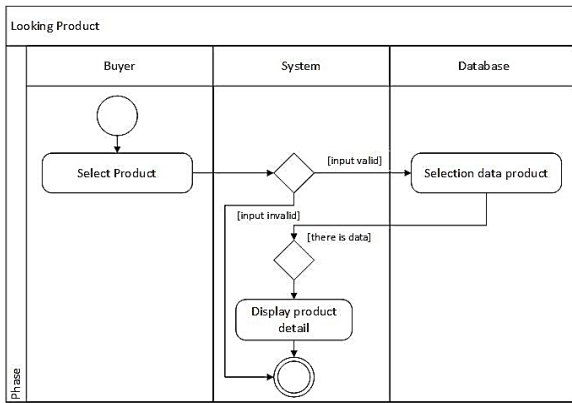 Looking Product
Buyer
System
Database
Select Product
[input valid]
Selection data product
[input invalid]
[there is data]
Display product
detail
Phase